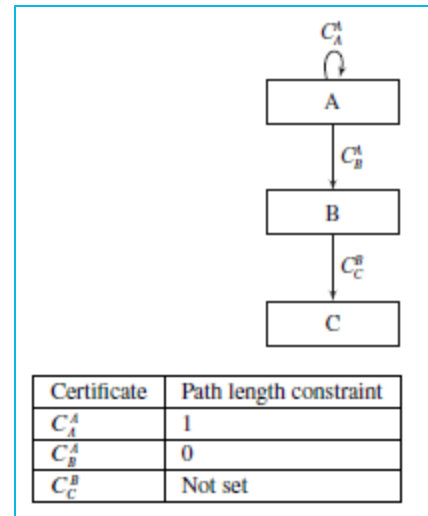 C_A^A
A
C_B^A
B
C_C^B
C
Certificate Path length constraint
C_A^A 1
C_B^A 0
C_C^B Not set